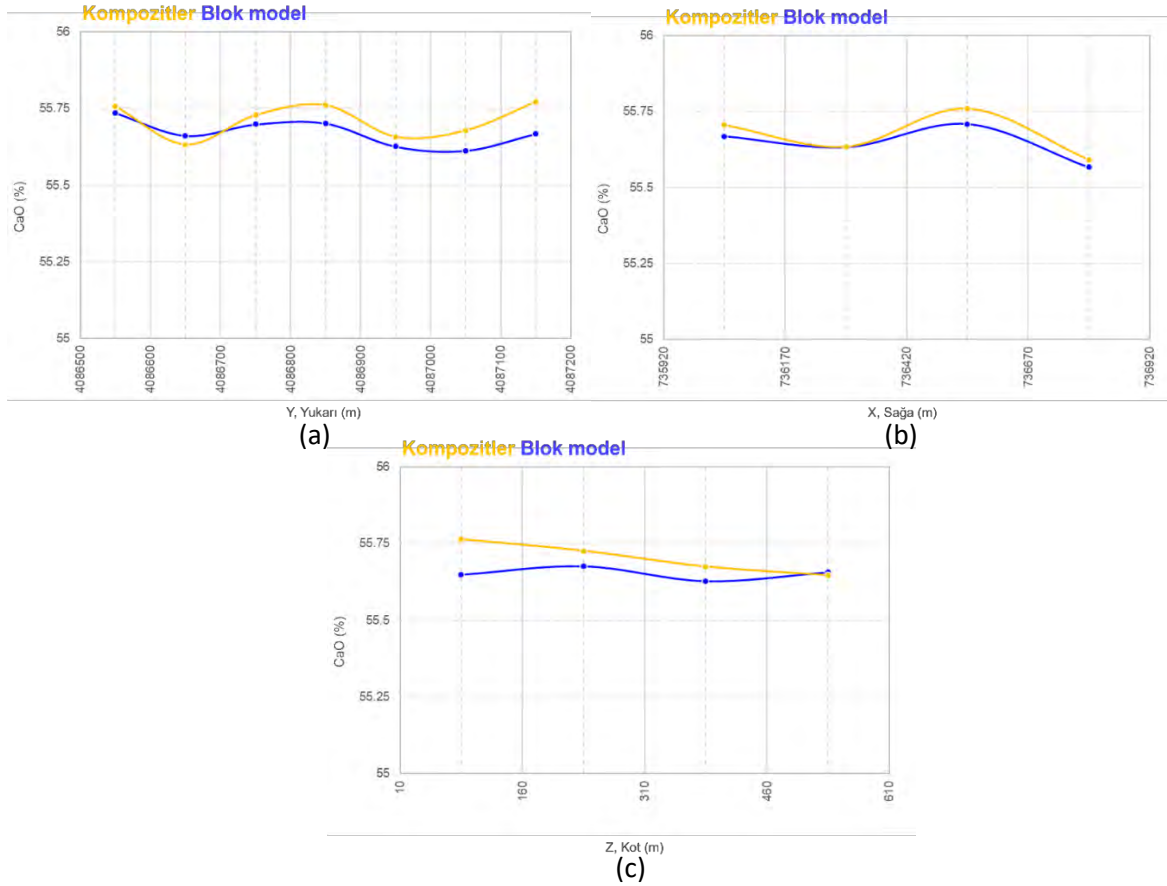 Kompozitler Blok model
56
55.75
55.5
55.25
55
CaO (%)
4086500
4086600
4086700
4086800
4086900
4087000
4087100
4087200
Y, Yukarı (m)
(a)
Kompozitler Blok model
56
55.75
55.5
55.25
55
CaO (%)
735920
736170
736420
736670
736920
X, Sağa (m)
(b)
Kompozitler Blok model
56
55.75
55.5
55.25
55
CaO (%)
10
160
310
460
610
Z, Kot (m)
(c)